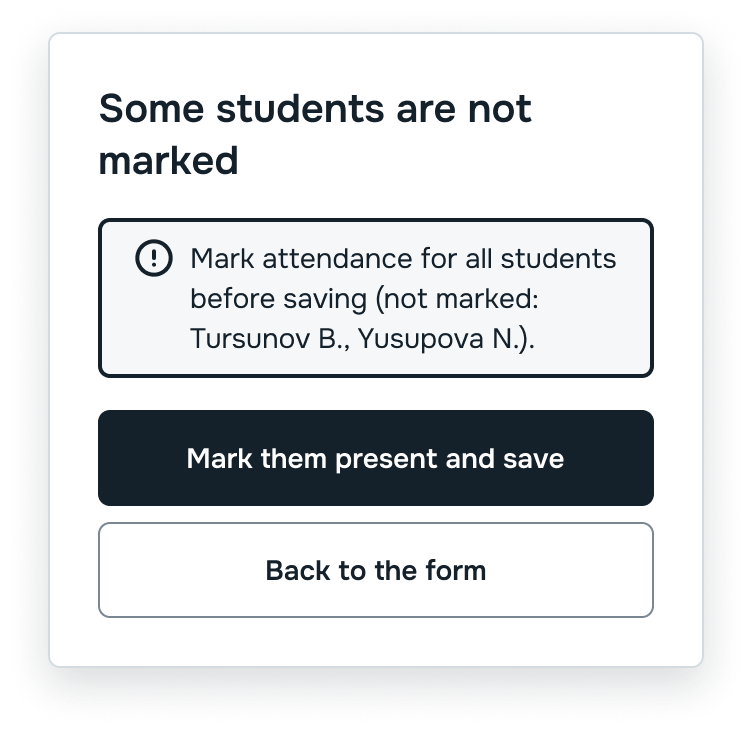 Some students are not
marked
Mark attendance for all students
before saving (not marked:
Tursunov B., Yusupova N.).
Mark them present and save
Back to the form